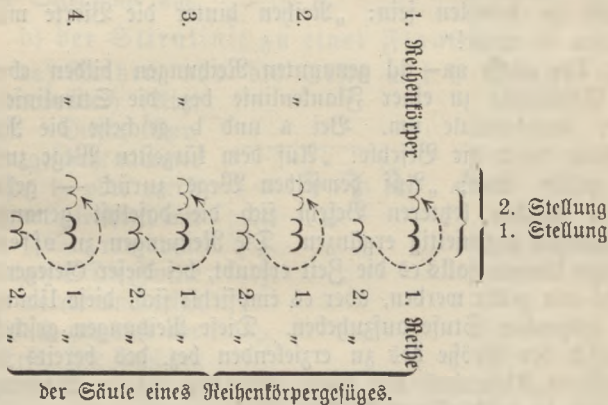 1. Reihenkörper
2. „
3. „
4. „
2. Stellung
1. Stellung
1. Reihe
2. „
1. „
2. „
1. „
2. „
1. „
2. „
der Säule eines Reihenkörpergefüges.